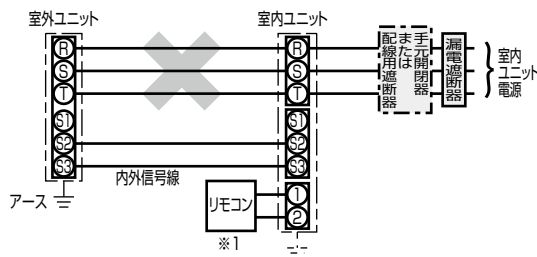 室外ユニット
室内ユニット
R
S
T
S1
S2
S3
R
S
T
S1
S2
S3
1
2
手元開閉器
または
配線用遮断器
漏電遮断器
室内
ユニット
電源
内外信号線
アース
リモコン
※1